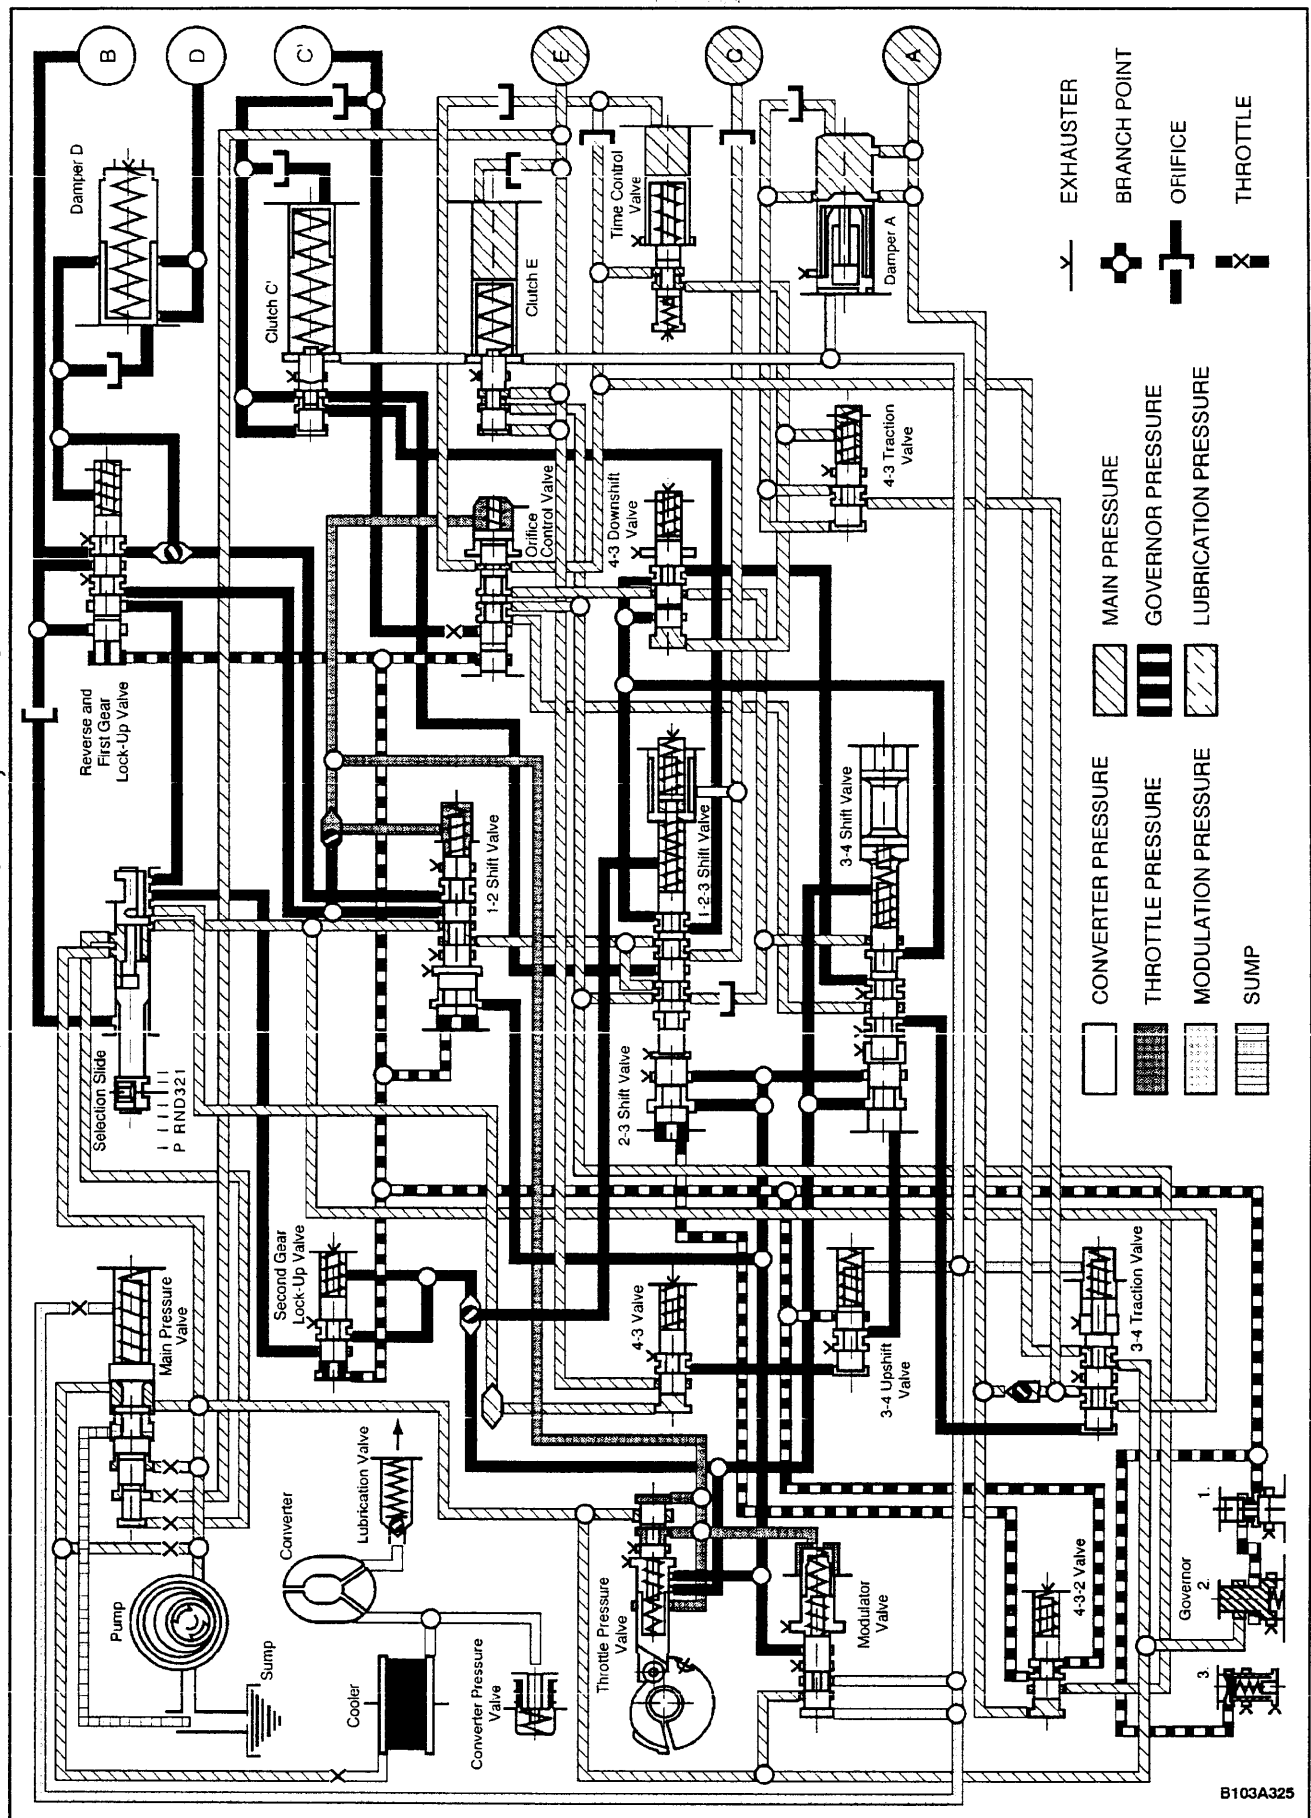 B
D
C'
E
C
A
Damper D
Clutch C'
Clutch E
Time Control
Valve
Damper A
4-3 Traction
Valve
Orifice
Control Valve
4-3 Downshift
Valve
Reverse and
First Gear
Lock-Up Valve
1-2 Shift Valve
1-2-3 Shift Valve
3-4 Shift Valve
Selection Slide
P RND321
2-3 Shift Valve
Main Pressure
Valve
Second Gear
Lock-Up Valve
4-3 Valve
3-4 Upshift
Valve
3-4 Traction Valve
Lubrication Valve
Converter
Pump
Sump
Cooler
Converter Pressure
Valve
Throttle Pressure
Valve
Modulator
Valve
4-3-2 Valve
Governor
1.
2.
3.
EXHAUSTER
BRANCH POINT
ORIFICE
THROTTLE
MAIN PRESSURE
GOVERNOR PRESSURE
LUBRICATION PRESSURE
CONVERTER PRESSURE
THROTTLE PRESSURE
MODULATION PRESSURE
SUMP
B103A325